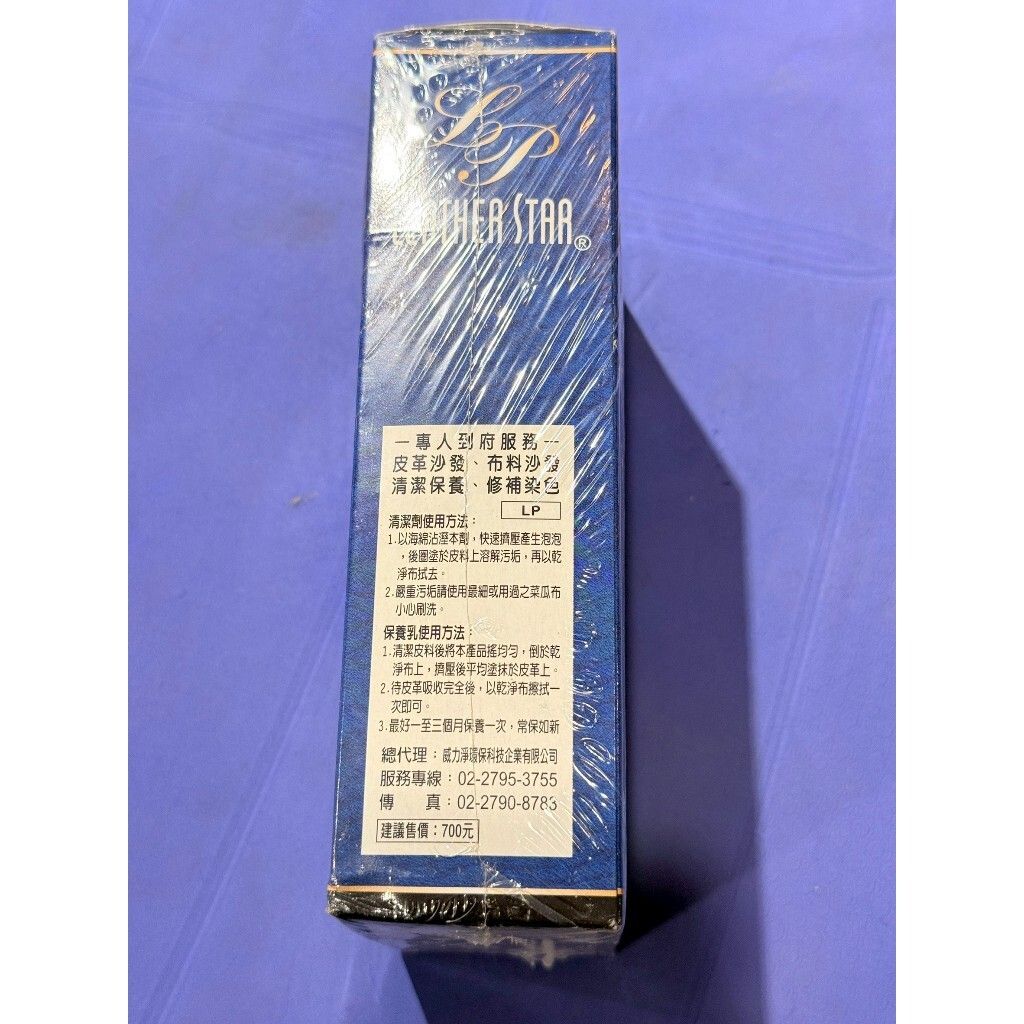 LP
LEATHER STAR®
一專人到府服務一
皮革沙發、布料沙發
清潔保養、修補染色
LP
清潔劑使用方法：
1.以海綿沾溼本劑，快速擠壓產生泡泡
，後圖塗於皮料上溶解污垢，再以乾
淨布拭去。
2.嚴重污垢請使用最細或用過之菜瓜布
小心刷洗。
保養乳使用方法：
1.清潔皮料後將本產品搖均勻，倒於乾
淨布上，擠壓後平均塗抹於皮革上。
2.待皮革吸收完全後，以乾淨布擦拭一
次即可。
3.最好一至三個月保養一次，常保如新
總代理：威力淨環保科技企業有限公司
服務專線：02-2795-3755
傳　真：02-2790-8783
建議售價：700元